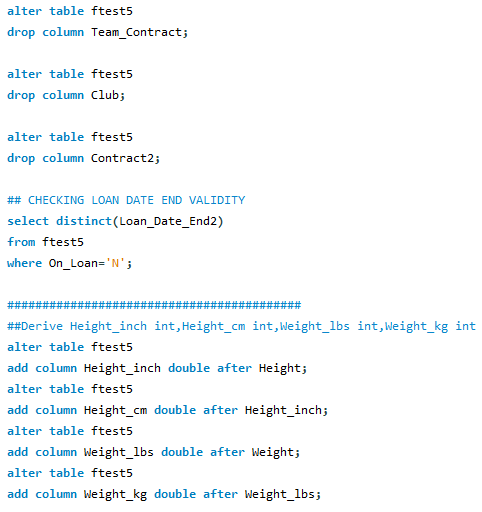 alter table ftest5
drop column Team_Contract;
alter table ftest5
drop column Club;
alter table ftest5
drop column Contract2;
## CHECKING LOAN DATE END VALIDITY
select distinct(Loan_Date_End2)
from ftest5
where On_Loan='N';
##########################################
##Derive Height_inch int,Height_cm int,Weight_lbs int,Weight_kg int
alter table ftest5
add column Height_inch double after Height;
alter table ftest5
add column Height_cm double after Height_inch;
alter table ftest5
add column Weight_lbs double after Weight;
alter table ftest5
add column Weight_kg double after Weight_lbs;